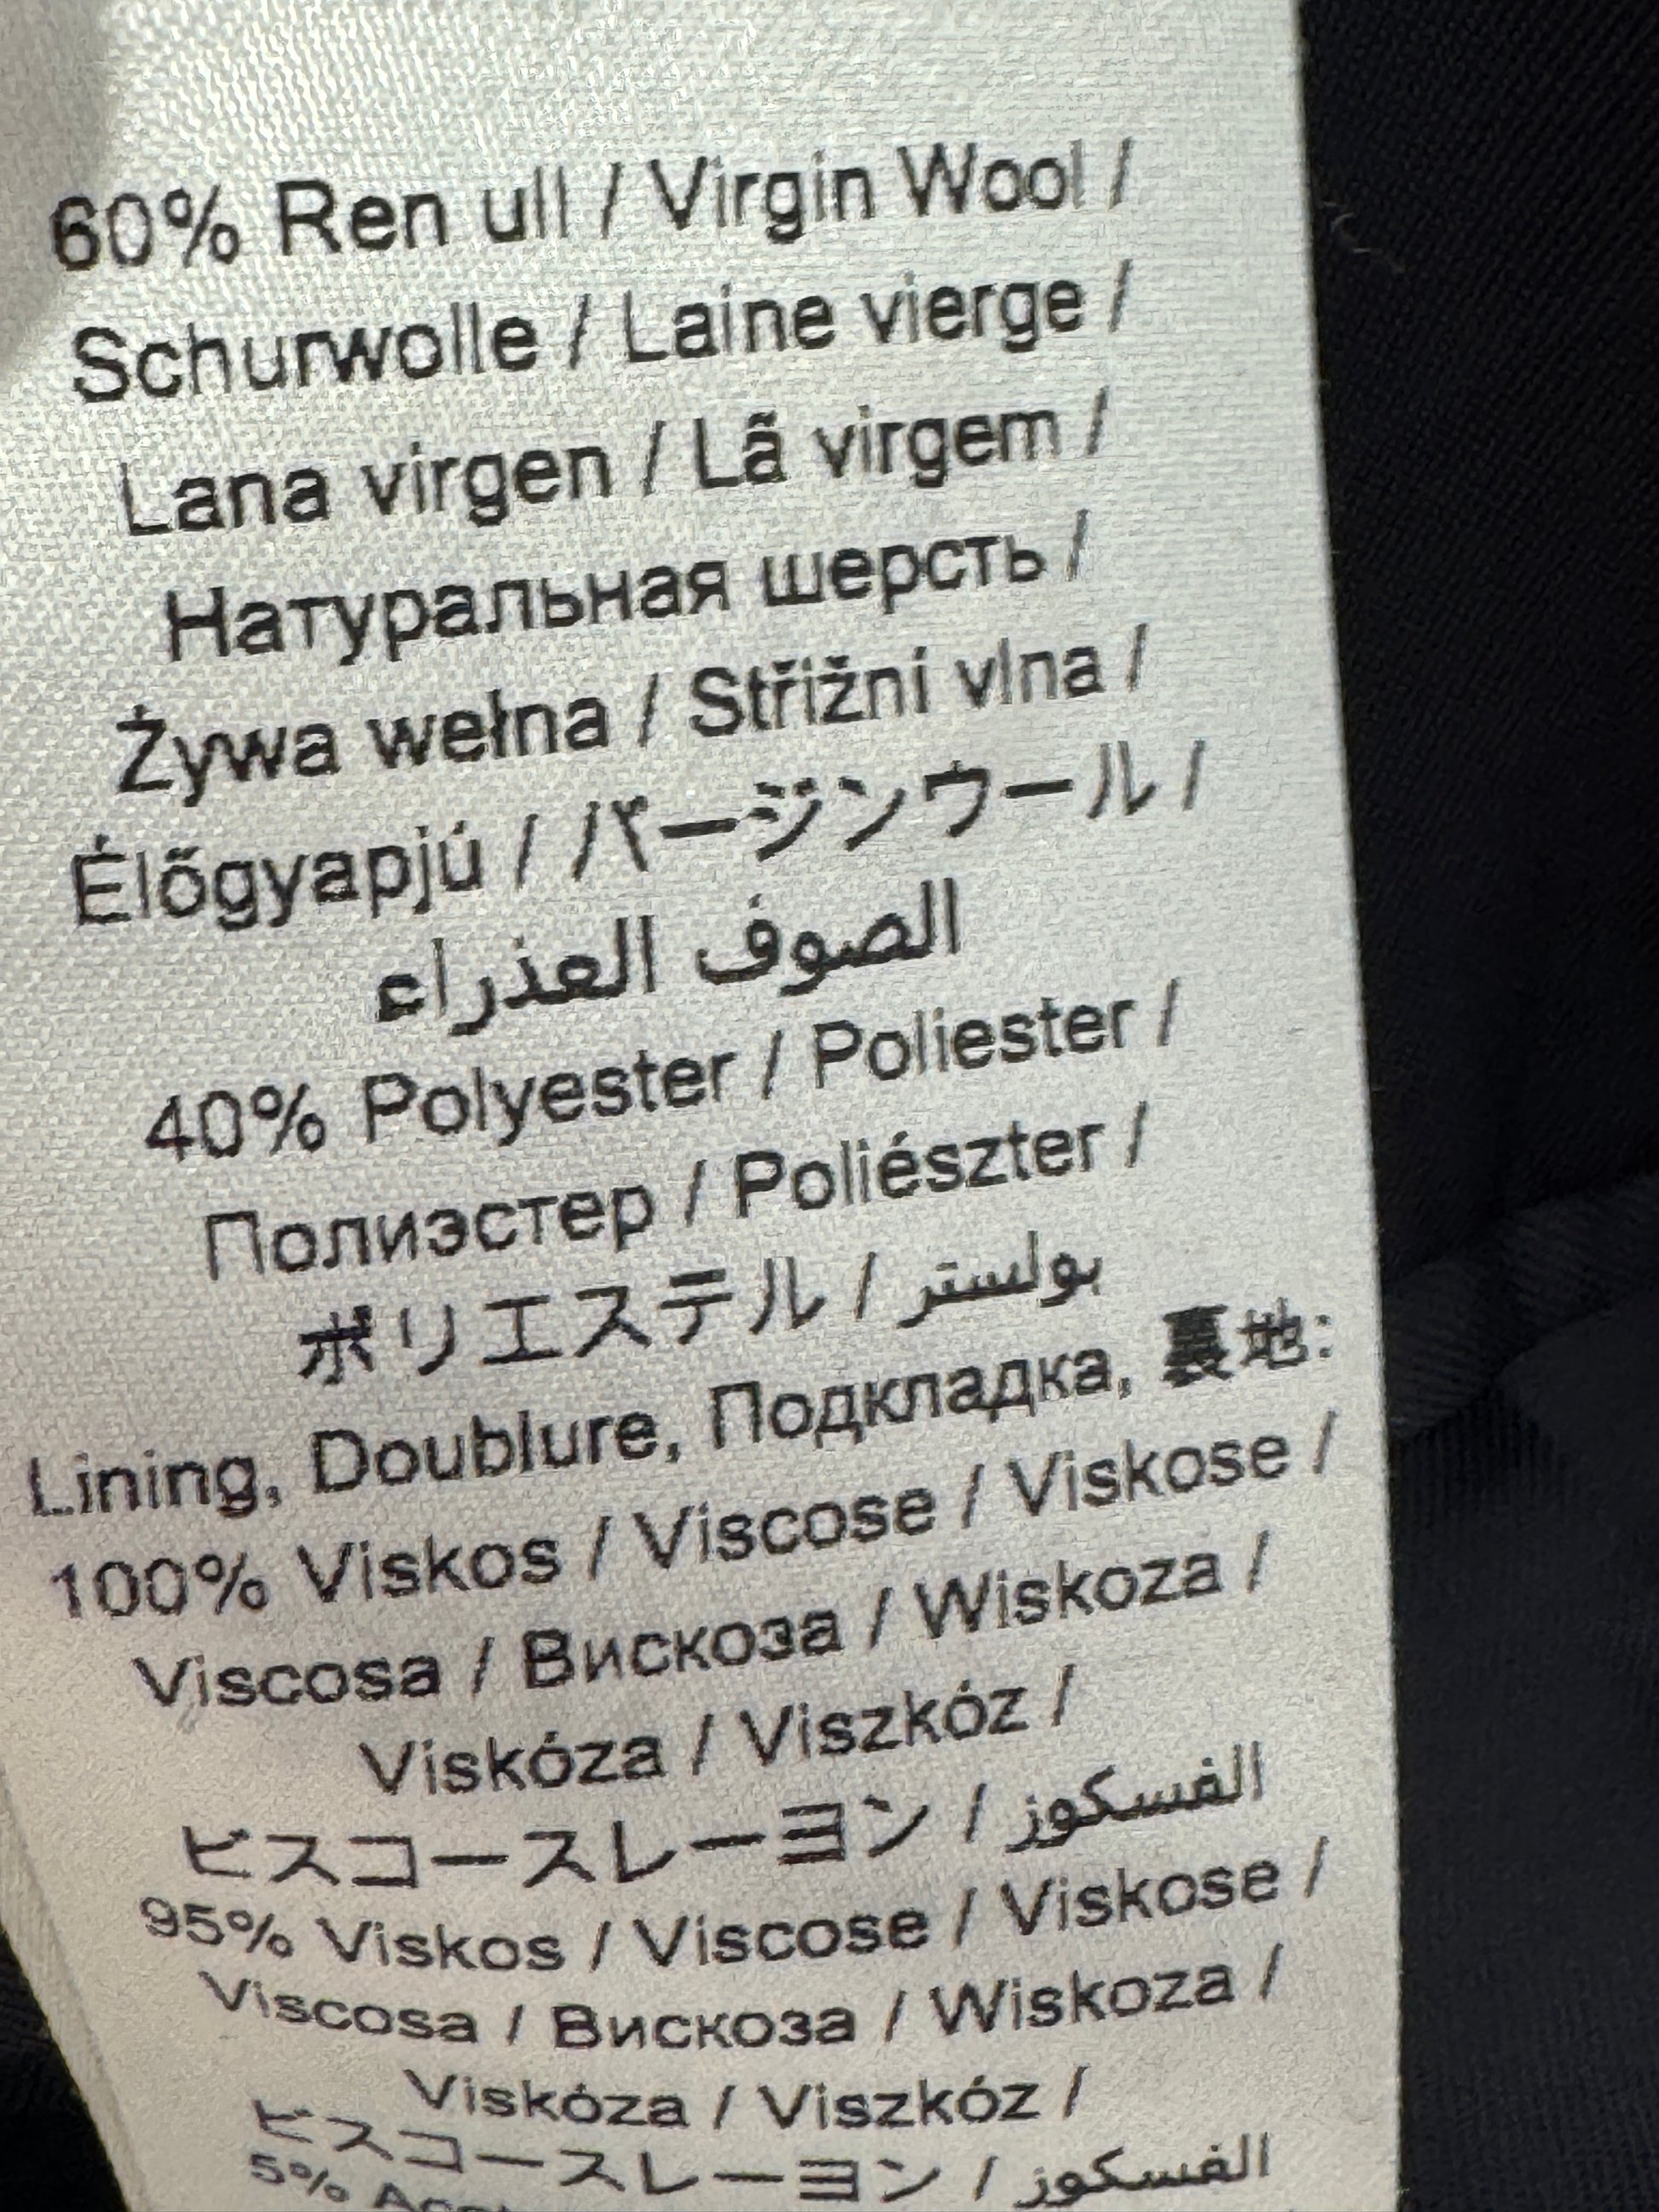 60% Ren ull / Virgin Wool /
Schurwolle / Laine vierge /
Lana virgen / Lã virgem /
Натуральная шерсть /
Żywa wełna / Střižní vlna /
Élőgyapjú / バージンウール /
الصوف العذراء
40% Polyester / Poliester /
Полиэстер / Poliészter /
ポリエステル / بولستر
Lining, Doublure, Подкладка, 裏地:
100% Viskos / Viscose / Viskose /
Viscosa / Вискоза / Wiskoza /
Viskóza / Viszkóz /
ビスコースレーヨン / الفسكوز
95% Viskos / Viscose / Viskose /
Viscosa / Вискоза / Wiskoza /
Viskóza / Viszkóz /
ビスコースレーヨン / الفسكوز
5%